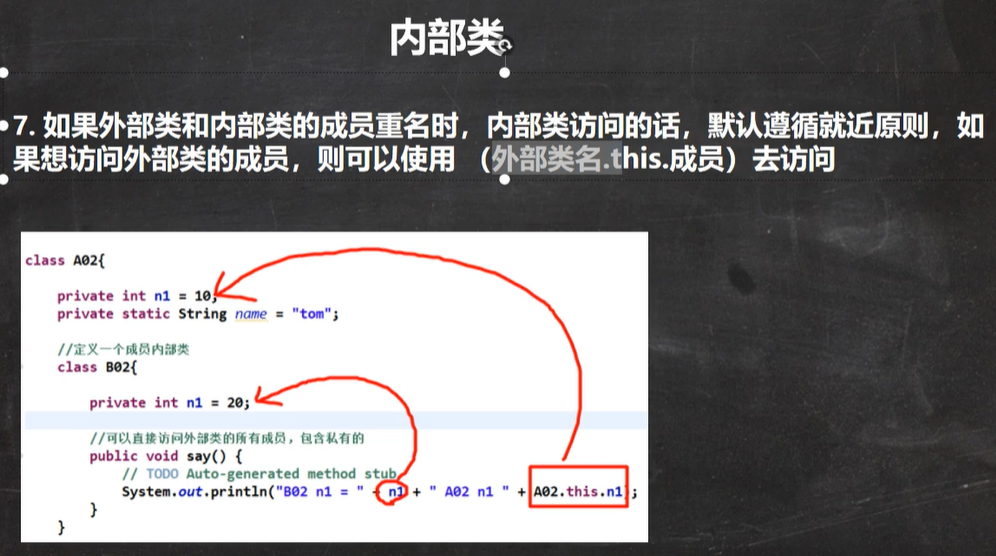 内部类
7. 如果外部类和内部类的成员重名时，内部类访问的话，默认遵循就近原则，如
果想访问外部类的成员，则可以使用 （外部类名.this.成员）去访问
class A02{
private int n1 = 10;
private static String name = "tom";
//定义一个成员内部类
class B02{
private int n1 = 20;
//可以直接访问外部类的所有成员，包含私有的
public void say() {
// TODO Auto-generated method stub
System.out.println("B02 n1 = " + n1 + " A02 n1 " + A02.this.n1);
}
}